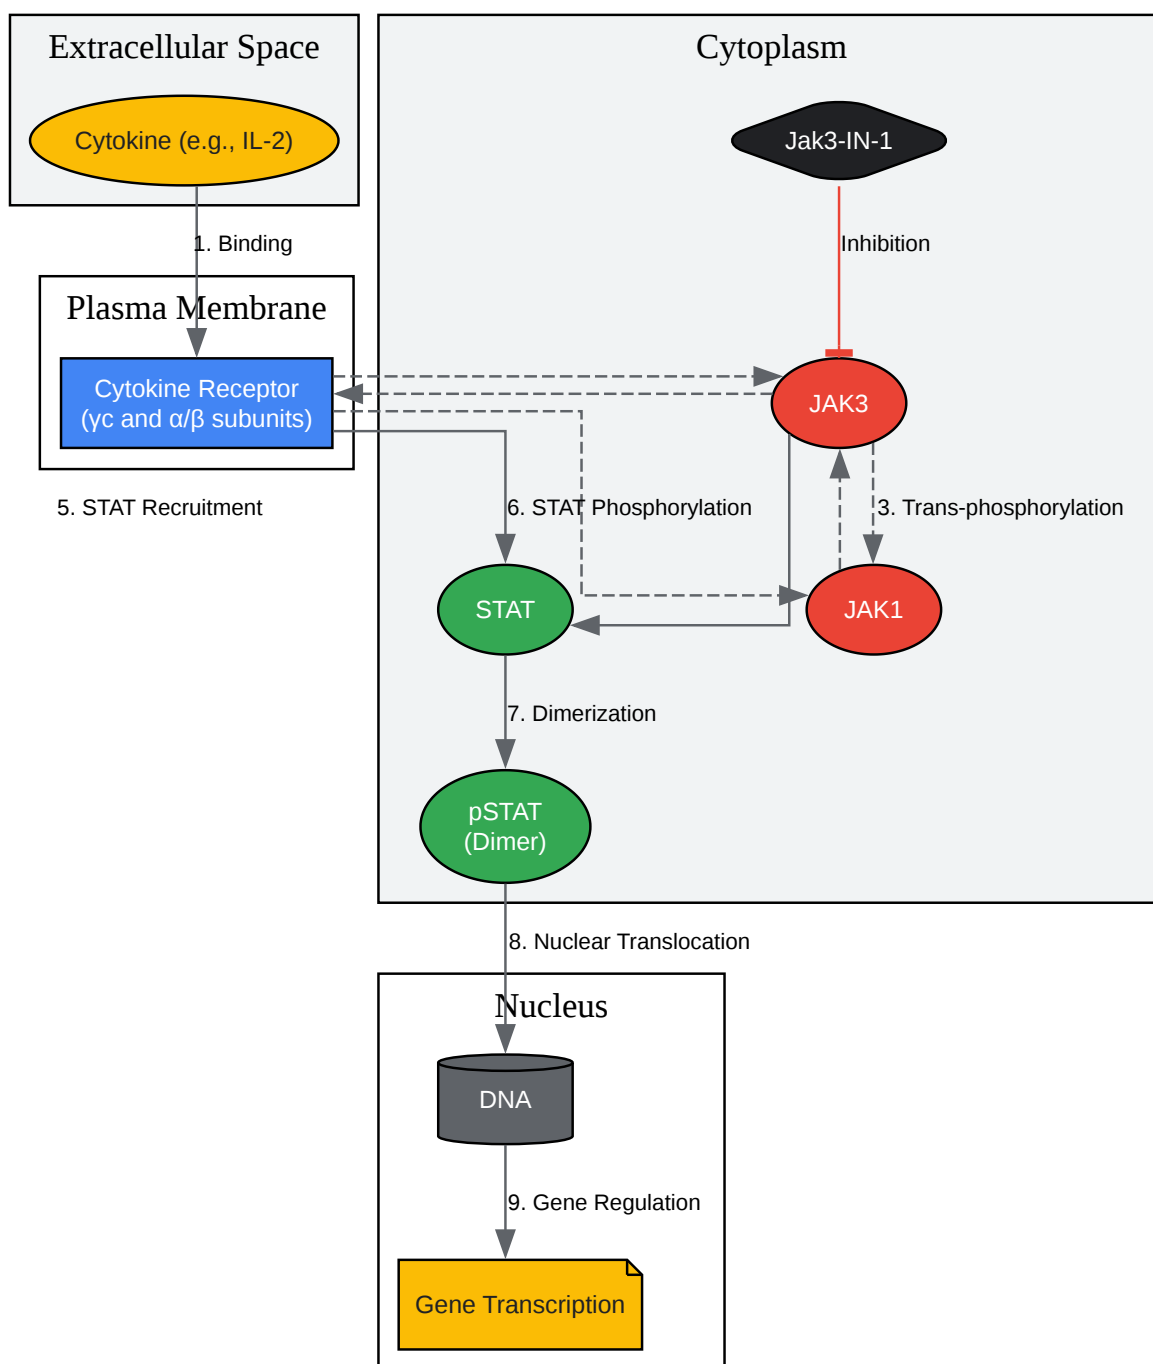 Extracellular Space
Cytoplasm
Cytokine (e.g., IL-2)
Jak3-IN-1
1. Binding
Inhibition
Plasma Membrane
Cytokine Receptor
(γc and α/β subunits)
JAK3
5. STAT Recruitment
6. STAT Phosphorylation
3. Trans-phosphorylation
STAT
JAK1
7. Dimerization
pSTAT
(Dimer)
8. Nuclear Translocation
Nucleus
DNA
9. Gene Regulation
Gene Transcription